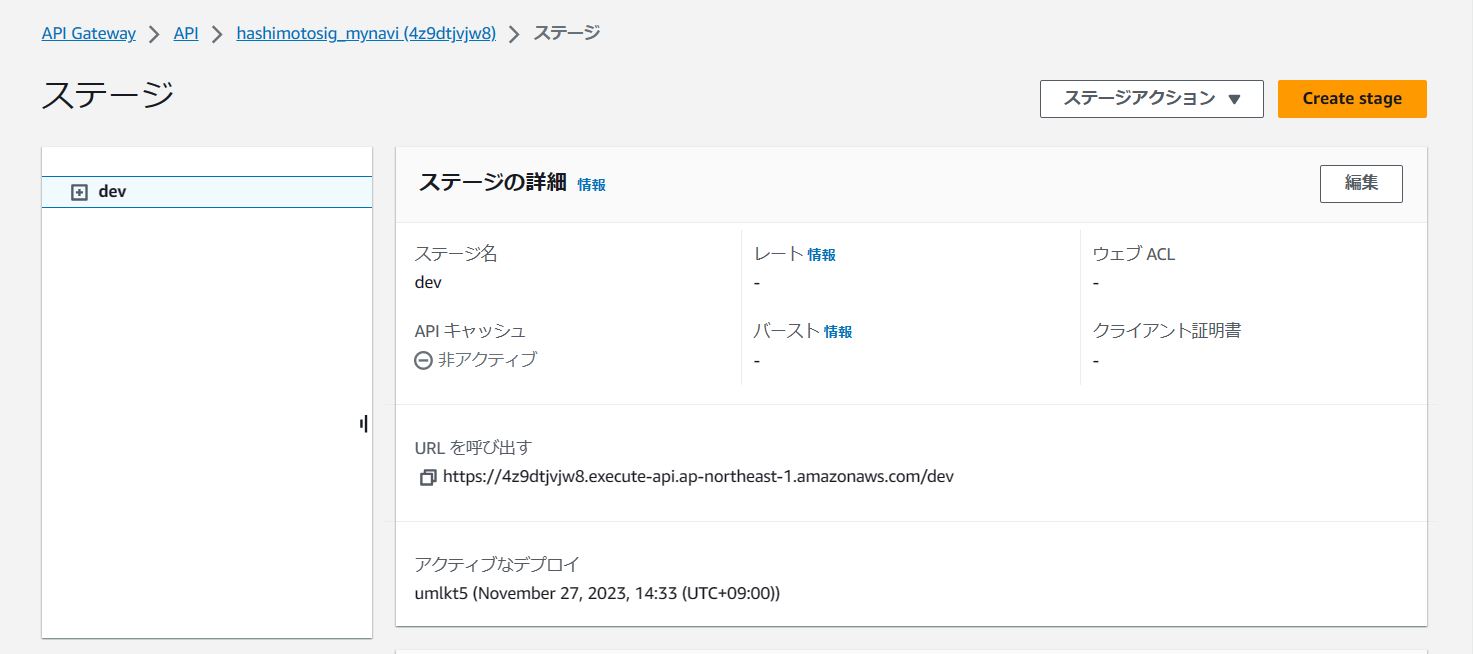 API Gateway > API > hashimotosig_mynavi (4z9dtjvjw8) > ステージ
ステージ
ステージアクション ▼
Create stage
dev
ステージの詳細 情報
編集
ステージ名
dev
レート 情報
-
ウェブ ACL
-
API キャッシュ
非アクティブ
バースト 情報
-
クライアント証明書
-
URL を呼び出す
https://4z9dtjvjw8.execute-api.ap-northeast-1.amazonaws.com/dev
アクティブなデプロイ
umlkt5 (November 27, 2023, 14:33 (UTC+09:00))